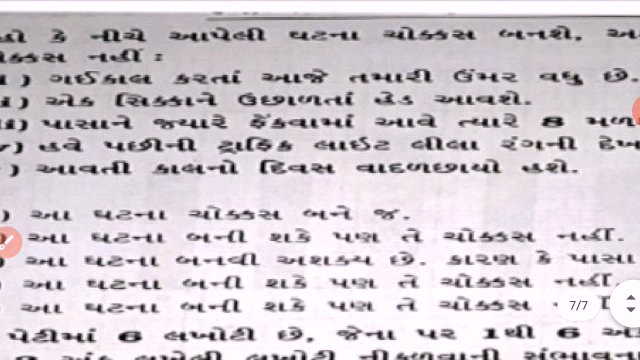 કે નીચે આપેલી ઘટના ચોક્કસ બનશે,
નહીં :
) ગઈકાલ કરતાં આજે તમારી ઉંમર વધુ છે.
) એક સિક્કાને ઉછાળતાં હેડ આવશે.
) પાસાને જ્યારે ફેંકવામાં આવે ત્યારે 8
) હવે પછીની ટ્રાફિક લાઈટ લીલા રંગની
) આવતી કાલનો દિવસ વાદળછાયો હશે.
) આ ઘટના ચોક્કસ બને જ.
આ ઘટના બની શકે પણ તે ચોક્કસ નહીં.
) આ ઘટના બનવી અશક્ય છે. કારણ કે પાસા
) આ ઘટના બની શકે પણ તે ચોક્કસ નહીં.
) આ ઘટના બની શકે પણ તે ચોક્કસ
7/7
પેટીમાં 6 લખોટી છે, જેના પર 1થી 6